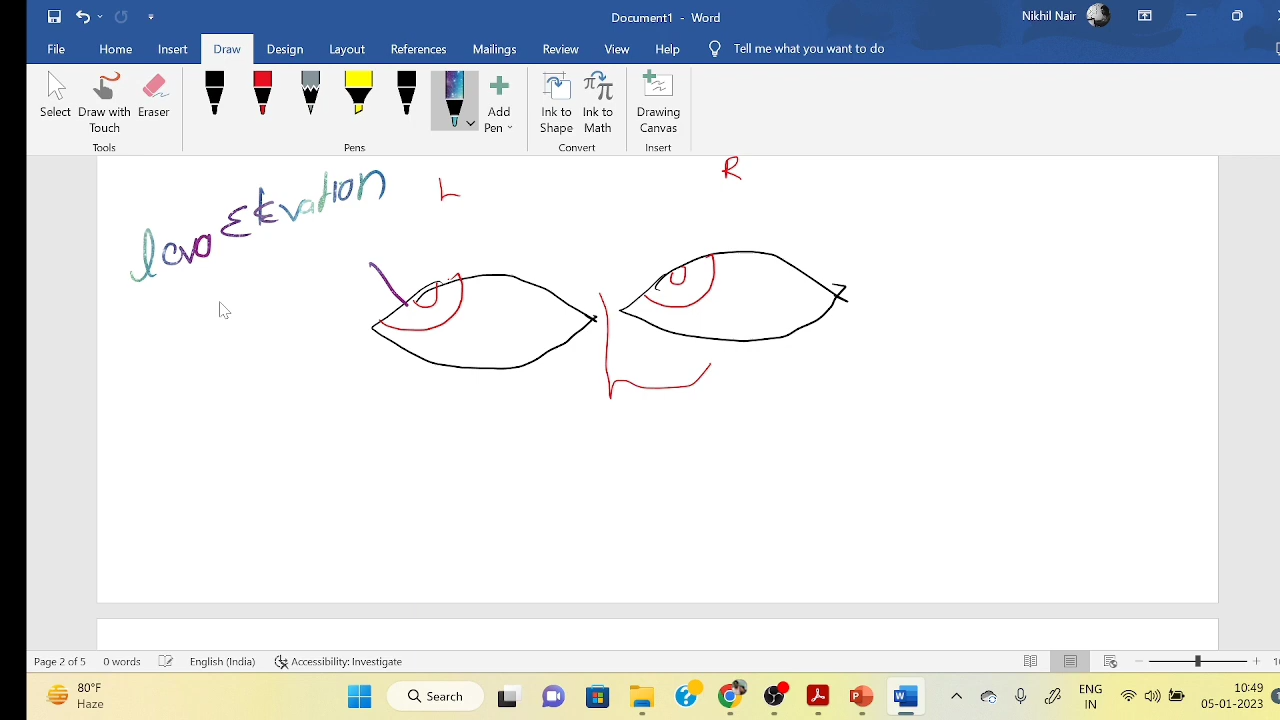 Document1 - Word
Nikhil Nair
File Home Insert Draw Design Layout References Mailings Review View Help Tell me what you want to do
Select Draw with Touch Eraser Add Pen Ink to Shape Ink to Math Drawing Canvas
Tools Pens Convert Insert
R
L
levo Elevation
Page 2 of 5 0 words English (India) Accessibility: Investigate
80°F
Haze
Search
ENG
IN
10:49
05-01-2023